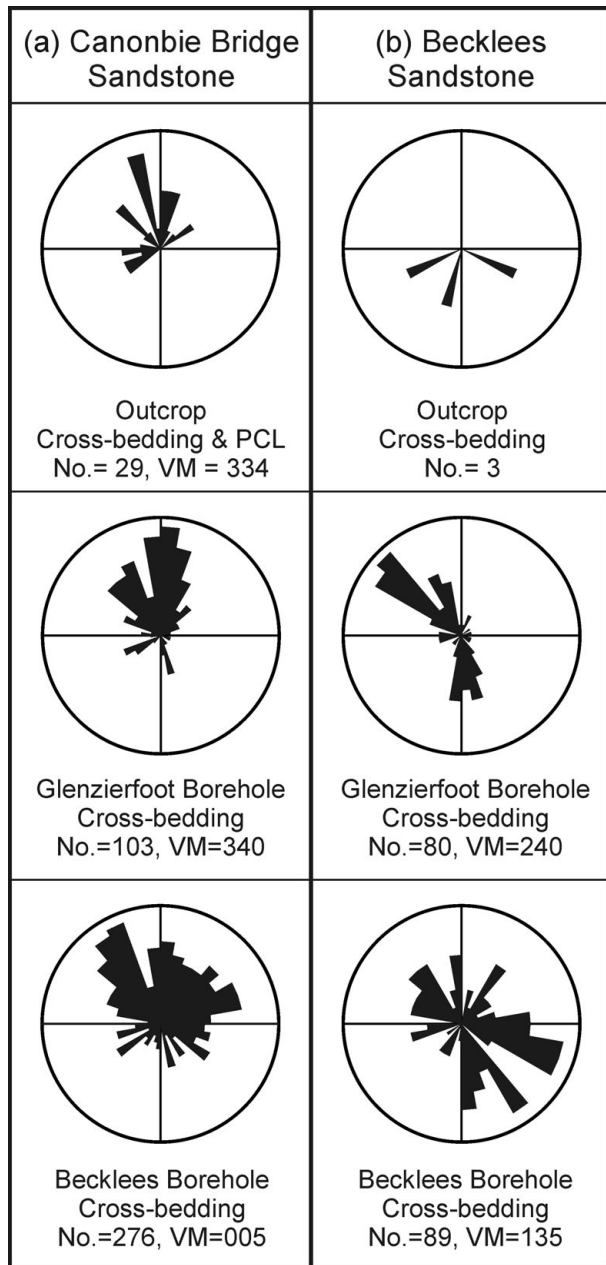 (a) Canonbie Bridge
Sandstone
(b) Becklees
Sandstone
Outcrop
Cross-bedding & PCL
No.= 29, VM = 334
Outcrop
Cross-bedding
No.= 3
Glenzierfoot Borehole
Cross-bedding
No.=103, VM=340
Glenzierfoot Borehole
Cross-bedding
No.=80, VM=240
Becklees Borehole
Cross-bedding
No.=276, VM=005
Becklees Borehole
Cross-bedding
No.=89, VM=135